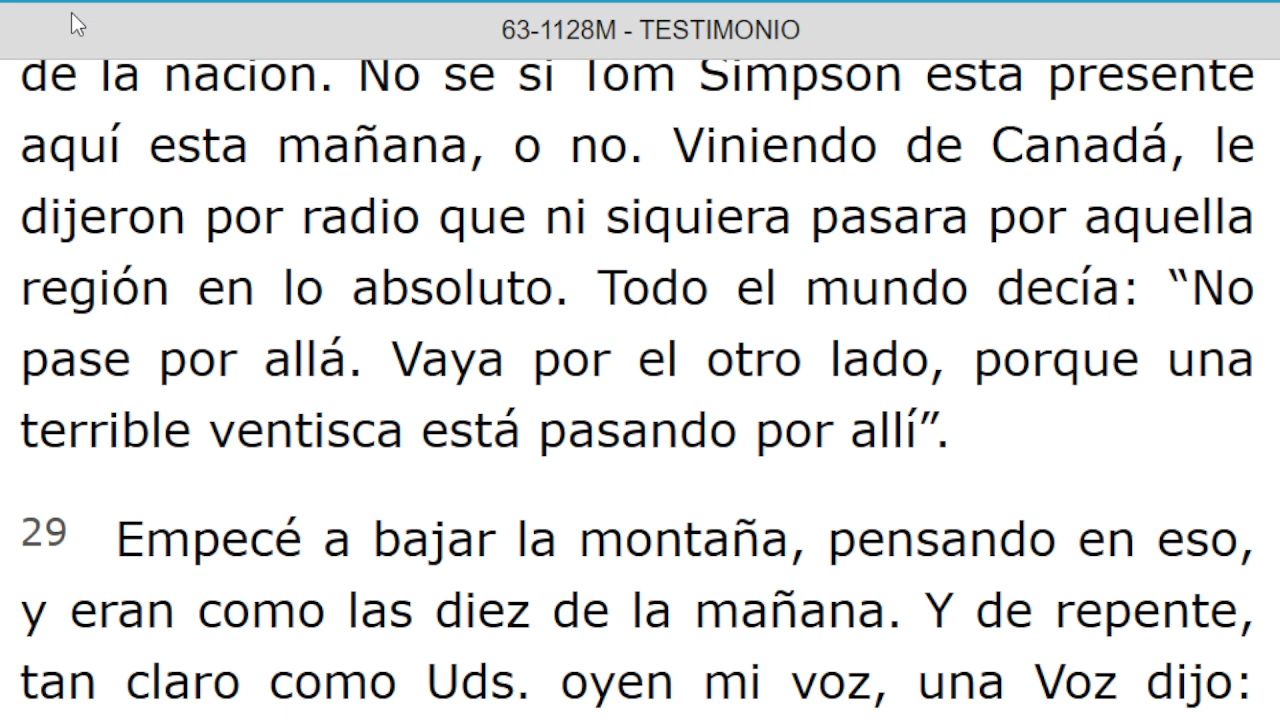 63-1128M - TESTIMONIO
de la nación. No sé si Tom Simpson está presente
aquí esta mañana, o no. Viniendo de Canadá, le
dijeron por radio que ni siquiera pasara por aquella
región en lo absoluto. Todo el mundo decía: “No
pase por allá. Vaya por el otro lado, porque una
terrible ventisca está pasando por allí”.
29 Empecé a bajar la montaña, pensando en eso,
y eran como las diez de la mañana. Y de repente,
tan claro como Uds. oyen mi voz, una Voz dijo: